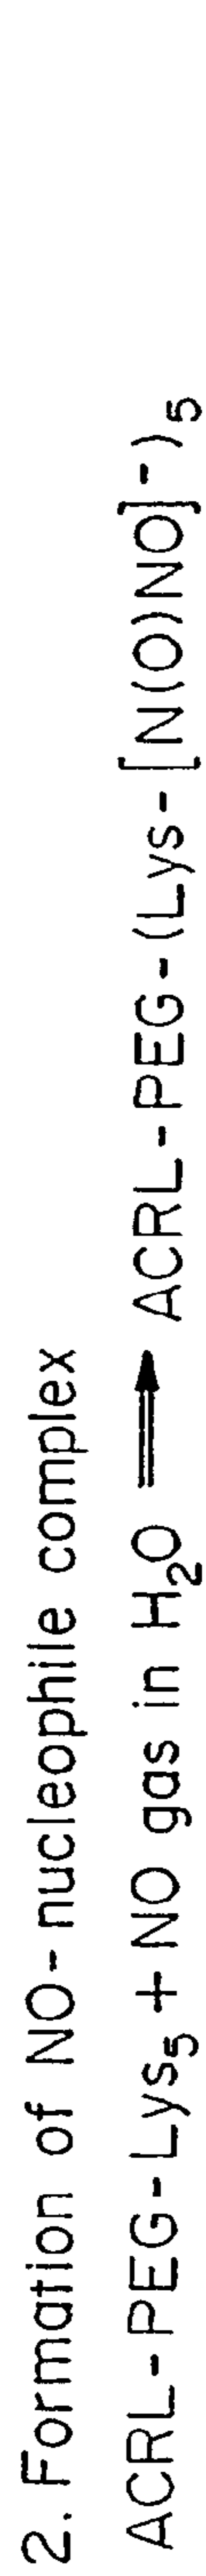 2. Formation of NO-nucleophile complex
ACRL-PEG-Lys₅ + NO gas in H₂O ⟹ ACRL-PEG-(Lys-[N(O)NO]-)₅